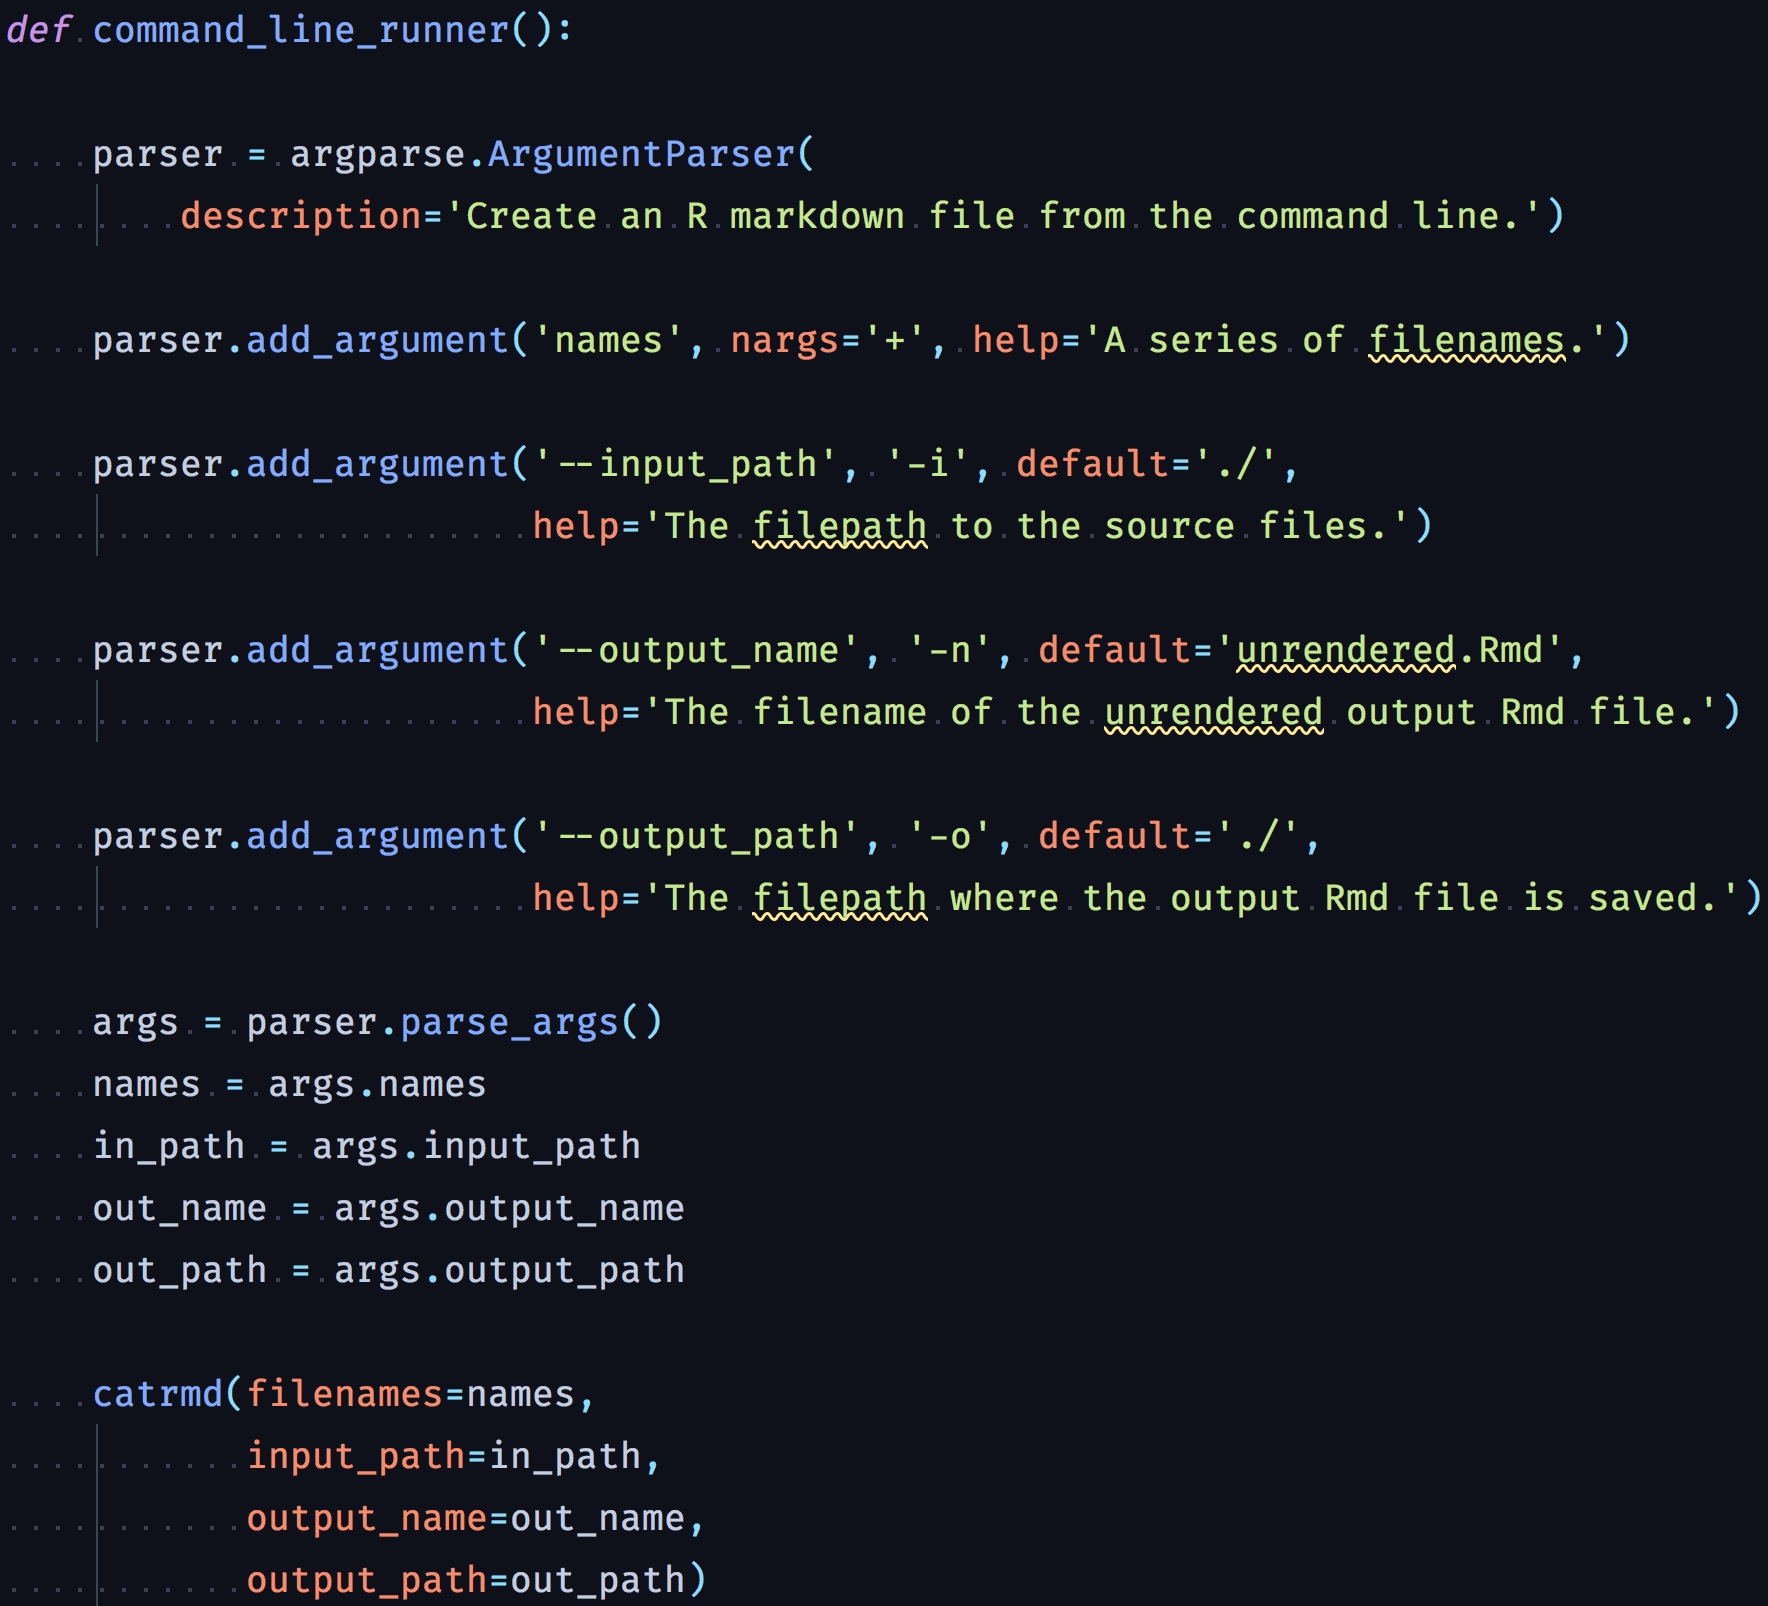 def command_line_runner():
    parser = argparse.ArgumentParser(
        description='Create an R markdown file from the command line.')
    parser.add_argument('names', nargs='+', help='A series of filenames.')
    parser.add_argument('--input_path', '-i', default='./',
                        help='The filepath to the source files.')
    parser.add_argument('--output_name', '-n', default='unrendered.Rmd',
                        help='The filename of the unrendered output Rmd file.')
    parser.add_argument('--output_path', '-o', default='./',
                        help='The filepath where the output Rmd file is saved.')
    args = parser.parse_args()
    names = args.names
    in_path = args.input_path
    out_name = args.output_name
    out_path = args.output_path
    catrmd(filenames=names,
           input_path=in_path,
           output_name=out_name,
           output_path=out_path)